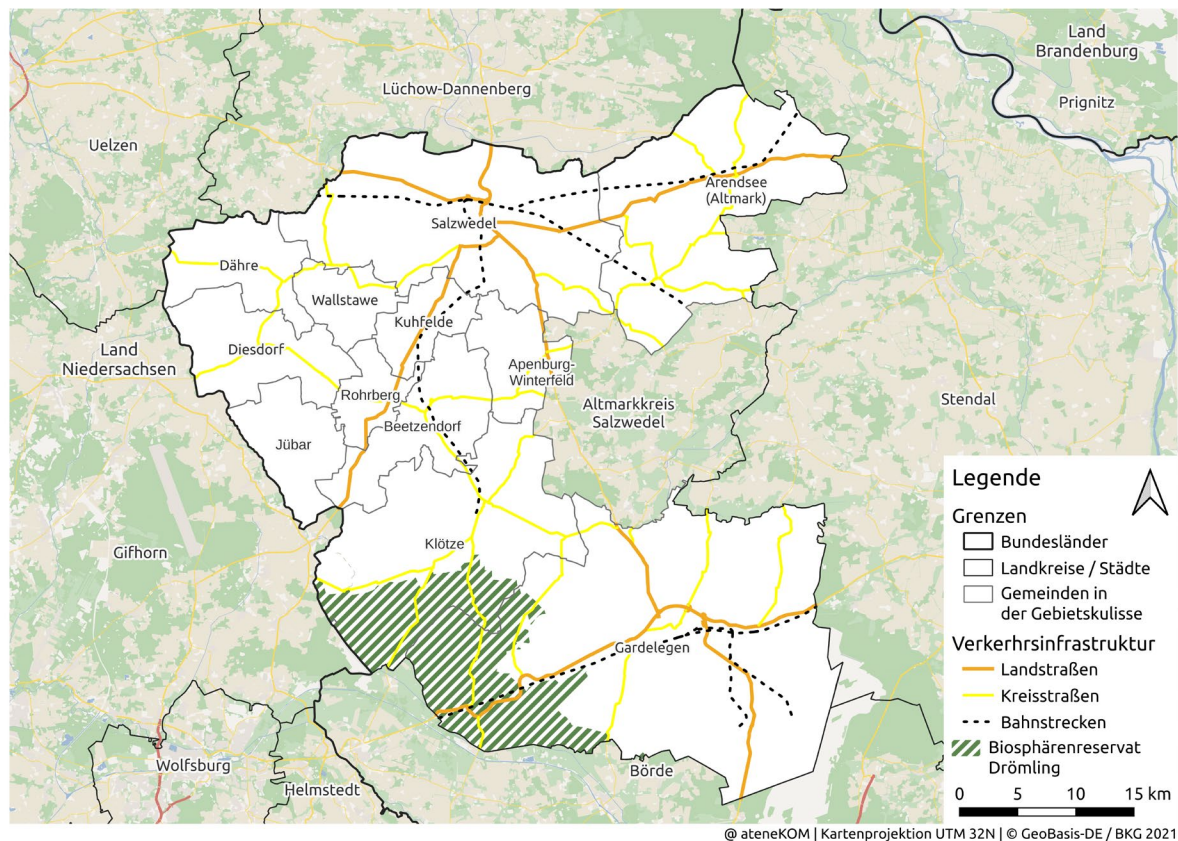 Land
Brandenburg
Lüchow-Dannenberg
Prignitz
Uelzen
Arendsee
(Altmark)
Salzwedel
Dähre
Wallstawe
Kuhfelde
Land
Niedersachsen
Diesdorf
Apenburg-
Winterfeld
Rohrberg
Altmarkkreis
Salzwedel
Stendal
Beetzendorf
Jübar
Gifhorn
Klötze
Gardelegen
Wolfsburg
Helmstedt
Börde
Legende
Grenzen
Bundesländer
Landkreise / Städte
Gemeinden in
der Gebietskulisse
Verkerhrsinfrastruktur
Landstraßen
Kreisstraßen
Bahnstrecken
Biosphärenreservat
Drömling
0 5 10 15 km
@ ateneKOM | Kartenprojektion UTM 32N | © GeoBasis-DE / BKG 2021